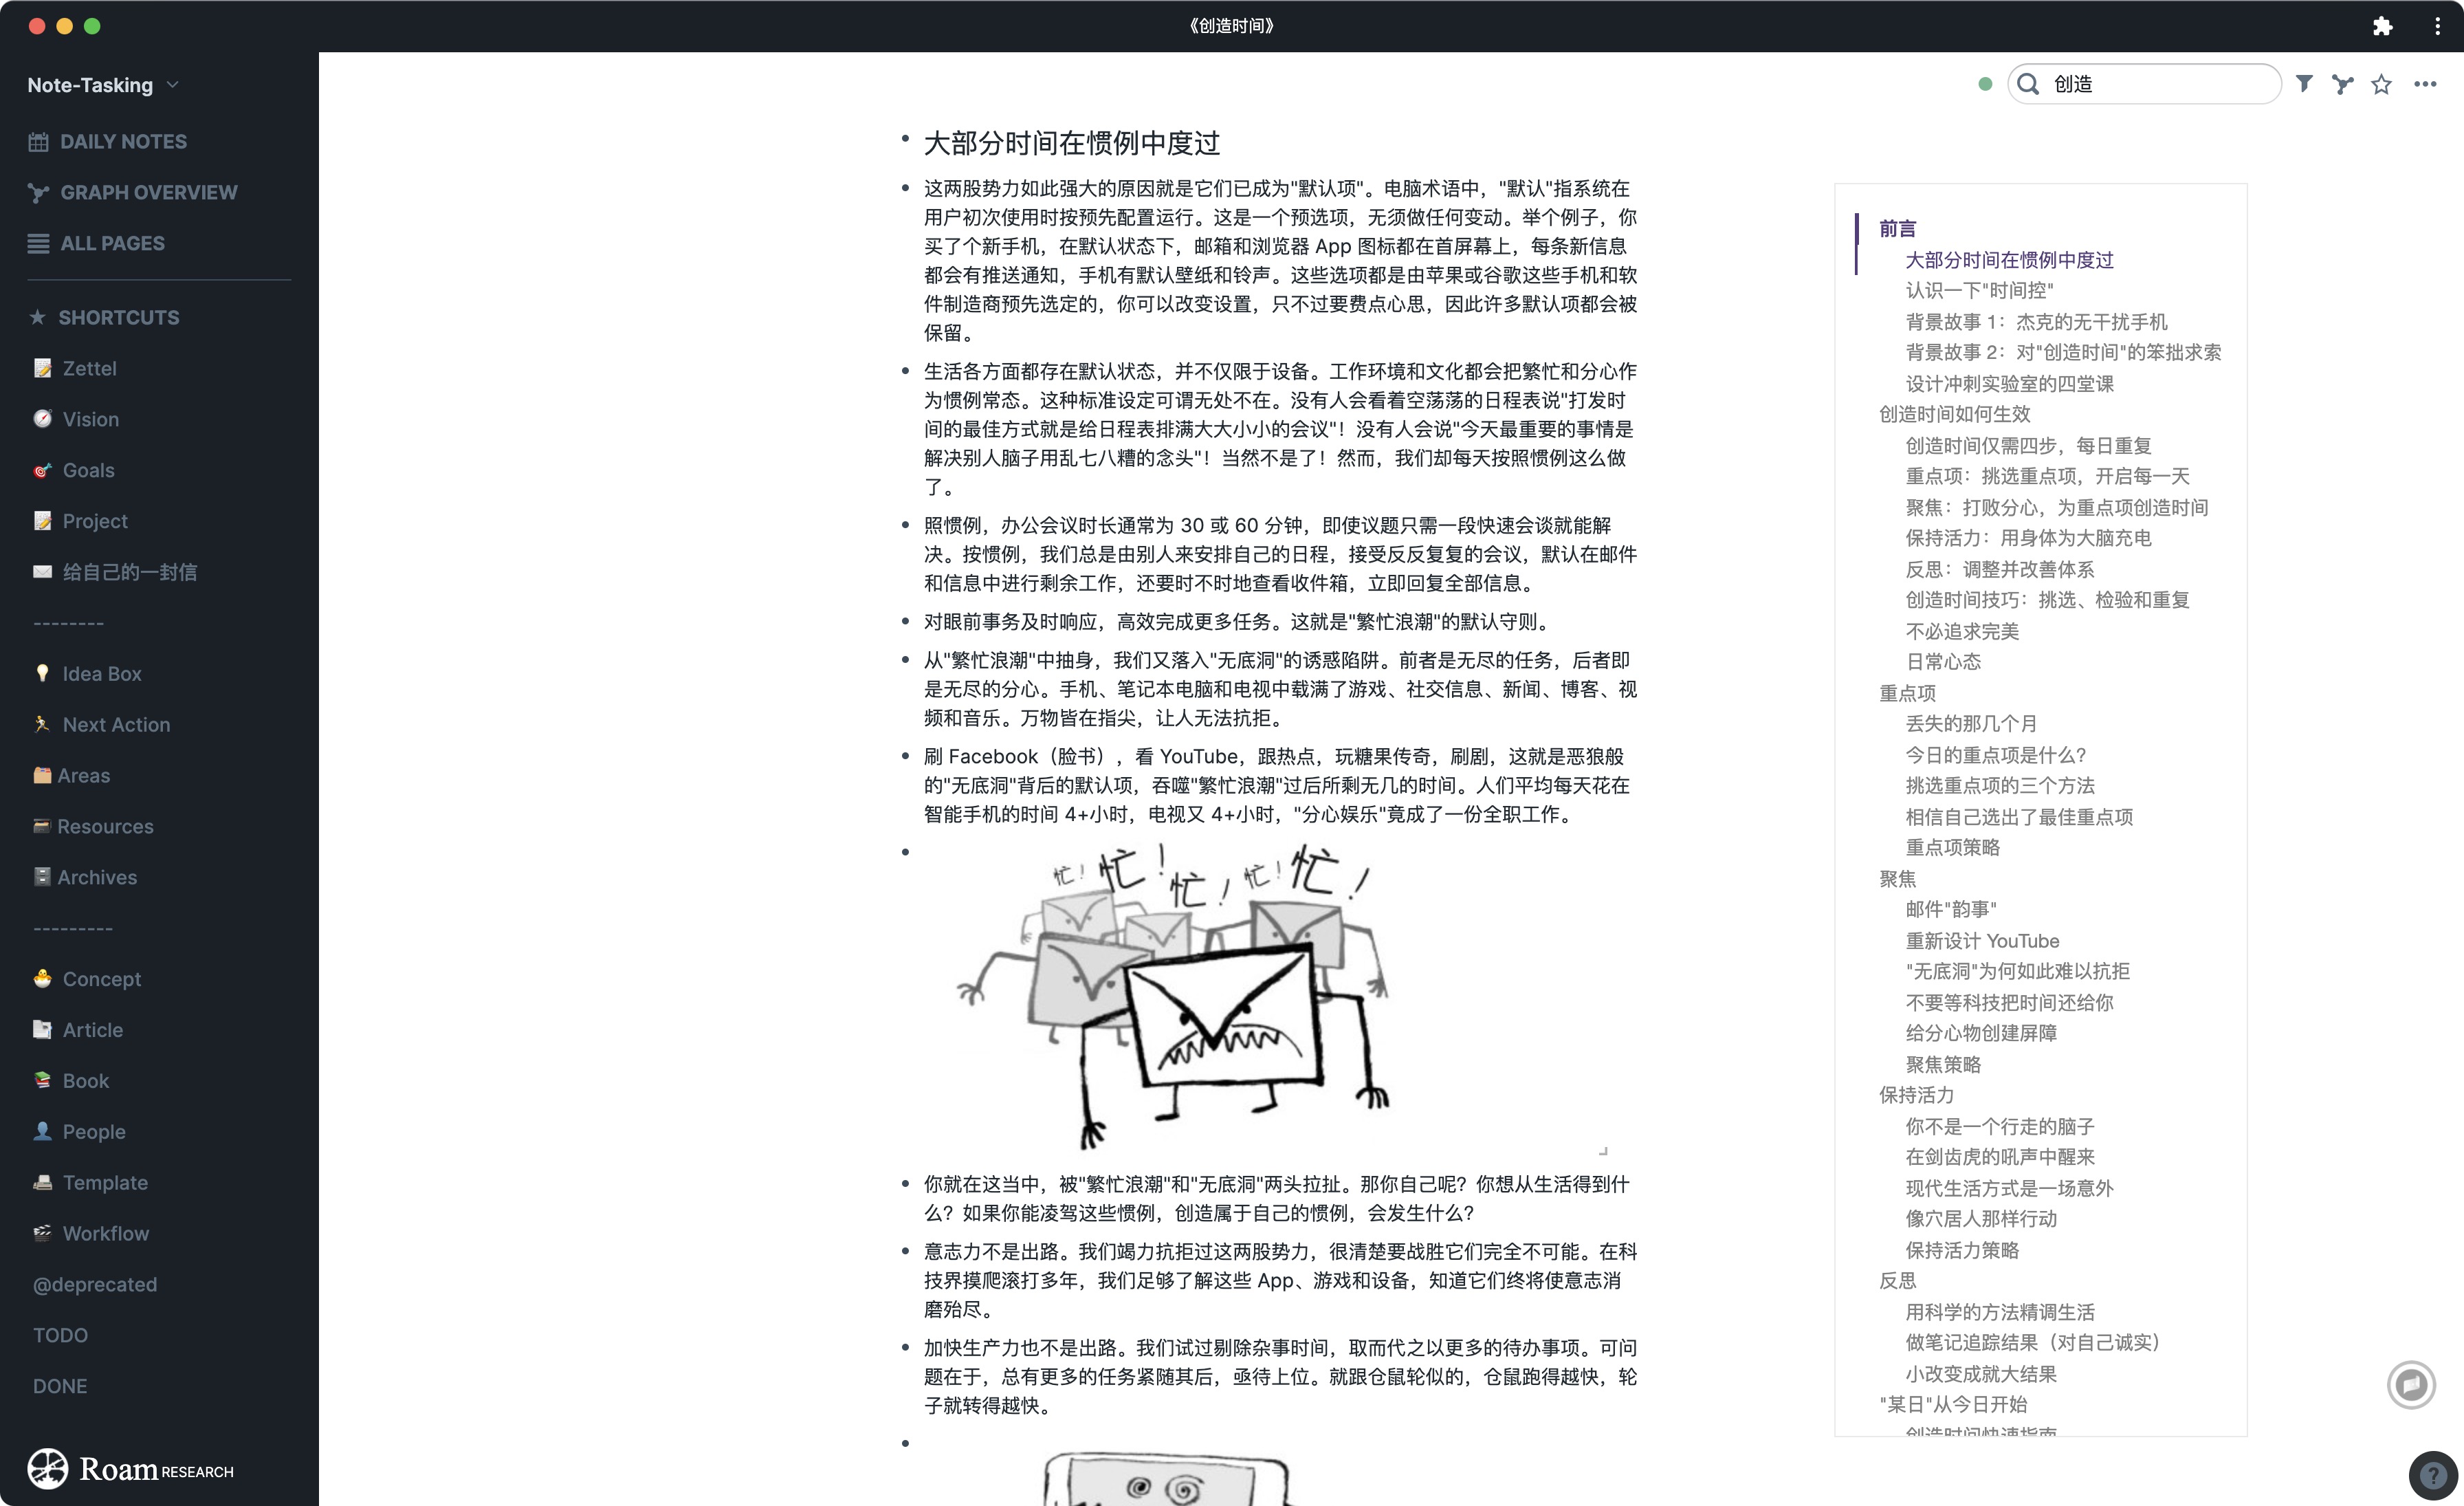 《创造时间》
Note-Tasking
DAILY NOTES
GRAPH OVERVIEW
ALL PAGES
SHORTCUTS
Zettel
Vision
Goals
Project
给自己的一封信
--------
Idea Box
Next Action
Areas
Resources
Archives
---------
Concept
Article
Book
People
Template
Workflow
@deprecated
TODO
DONE
Roam RESEARCH
创造
大部分时间在惯例中度过
这两股势力如此强大的原因就是它们已成为"默认项"。电脑术语中，"默认"指系统在
用户初次使用时按预先配置运行。这是一个预选项，无须做任何变动。举个例子，你
买了个新手机，在默认状态下，邮箱和浏览器 App 图标都在首屏幕上，每条新信息
都会有推送通知，手机有默认壁纸和铃声。这些选项都是由苹果或谷歌这些手机和软
件制造商预先选定的，你可以改变设置，只不过要费点心思，因此许多默认项都会被
保留。
生活各方面都存在默认状态，并不仅限于设备。工作环境和文化都会把繁忙和分心作
为惯例常态。这种标准设定可谓无处不在。没有人会看着空荡荡的日程表说"打发时
间的最佳方式就是给日程表排满大大小小的会议"！没有人会说"今天最重要的事情是
解决别人脑子用乱七八糟的念头"！当然不是了！然而，我们却每天按照惯例这么做
了。
照惯例，办公会议时长通常为 30 或 60 分钟，即使议题只需一段快速会谈就能解
决。按惯例，我们总是由别人来安排自己的日程，接受反反复复的会议，默认在邮件
和信息中进行剩余工作，还要时不时地查看收件箱，立即回复全部信息。
对眼前事务及时响应，高效完成更多任务。这就是"繁忙浪潮"的默认守则。
从"繁忙浪潮"中抽身，我们又落入"无底洞"的诱惑陷阱。前者是无尽的任务，后者即
是无尽的分心。手机、笔记本电脑和电视中载满了游戏、社交信息、新闻、博客、视
频和音乐。万物皆在指尖，让人无法抗拒。
刷 Facebook（脸书），看 YouTube，跟热点，玩糖果传奇，刷剧，这就是恶狼般
的"无底洞"背后的默认项，吞噬"繁忙浪潮"过后所剩无几的时间。人们平均每天花在
智能手机的时间 4+小时，电视又 4+小时，"分心娱乐"竟成了一份全职工作。
忙！忙！忙！忙！忙！
你就在这当中，被"繁忙浪潮"和"无底洞"两头拉扯。那你自己呢？你想从生活得到什
么？如果你能凌驾这些惯例，创造属于自己的惯例，会发生什么？
意志力不是出路。我们竭力抗拒过这两股势力，很清楚要战胜它们完全不可能。在科
技界摸爬滚打多年，我们足够了解这些 App、游戏和设备，知道它们终将使意志消
磨殆尽。
加快生产力也不是出路。我们试过剔除杂事时间，取而代之以更多的待办事项。可问
题在于，总有更多的任务紧随其后，亟待上位。就跟仓鼠轮似的，仓鼠跑得越快，轮
子就转得越快。
前言
大部分时间在惯例中度过
认识一下"时间控"
背景故事 1：杰克的无干扰手机
背景故事 2：对"创造时间"的笨拙求索
设计冲刺实验室的四堂课
创造时间如何生效
创造时间仅需四步，每日重复
重点项：挑选重点项，开启每一天
聚焦：打败分心，为重点项创造时间
保持活力：用身体为大脑充电
反思：调整并改善体系
创造时间技巧：挑选、检验和重复
不必追求完美
日常心态
重点项
丢失的那几个月
今日的重点项是什么？
挑选重点项的三个方法
相信自己选出了最佳重点项
重点项策略
聚焦
邮件"韵事"
重新设计 YouTube
"无底洞"为何如此难以抗拒
不要等科技把时间还给你
给分心物创建屏障
聚焦策略
保持活力
你不是一个行走的脑子
在剑齿虎的吼声中醒来
现代生活方式是一场意外
像穴居人那样行动
保持活力策略
反思
用科学的方法精调生活
做笔记追踪结果（对自己诚实）
小改变成就大结果
"某日"从今日开始
创造时间快速指南
?